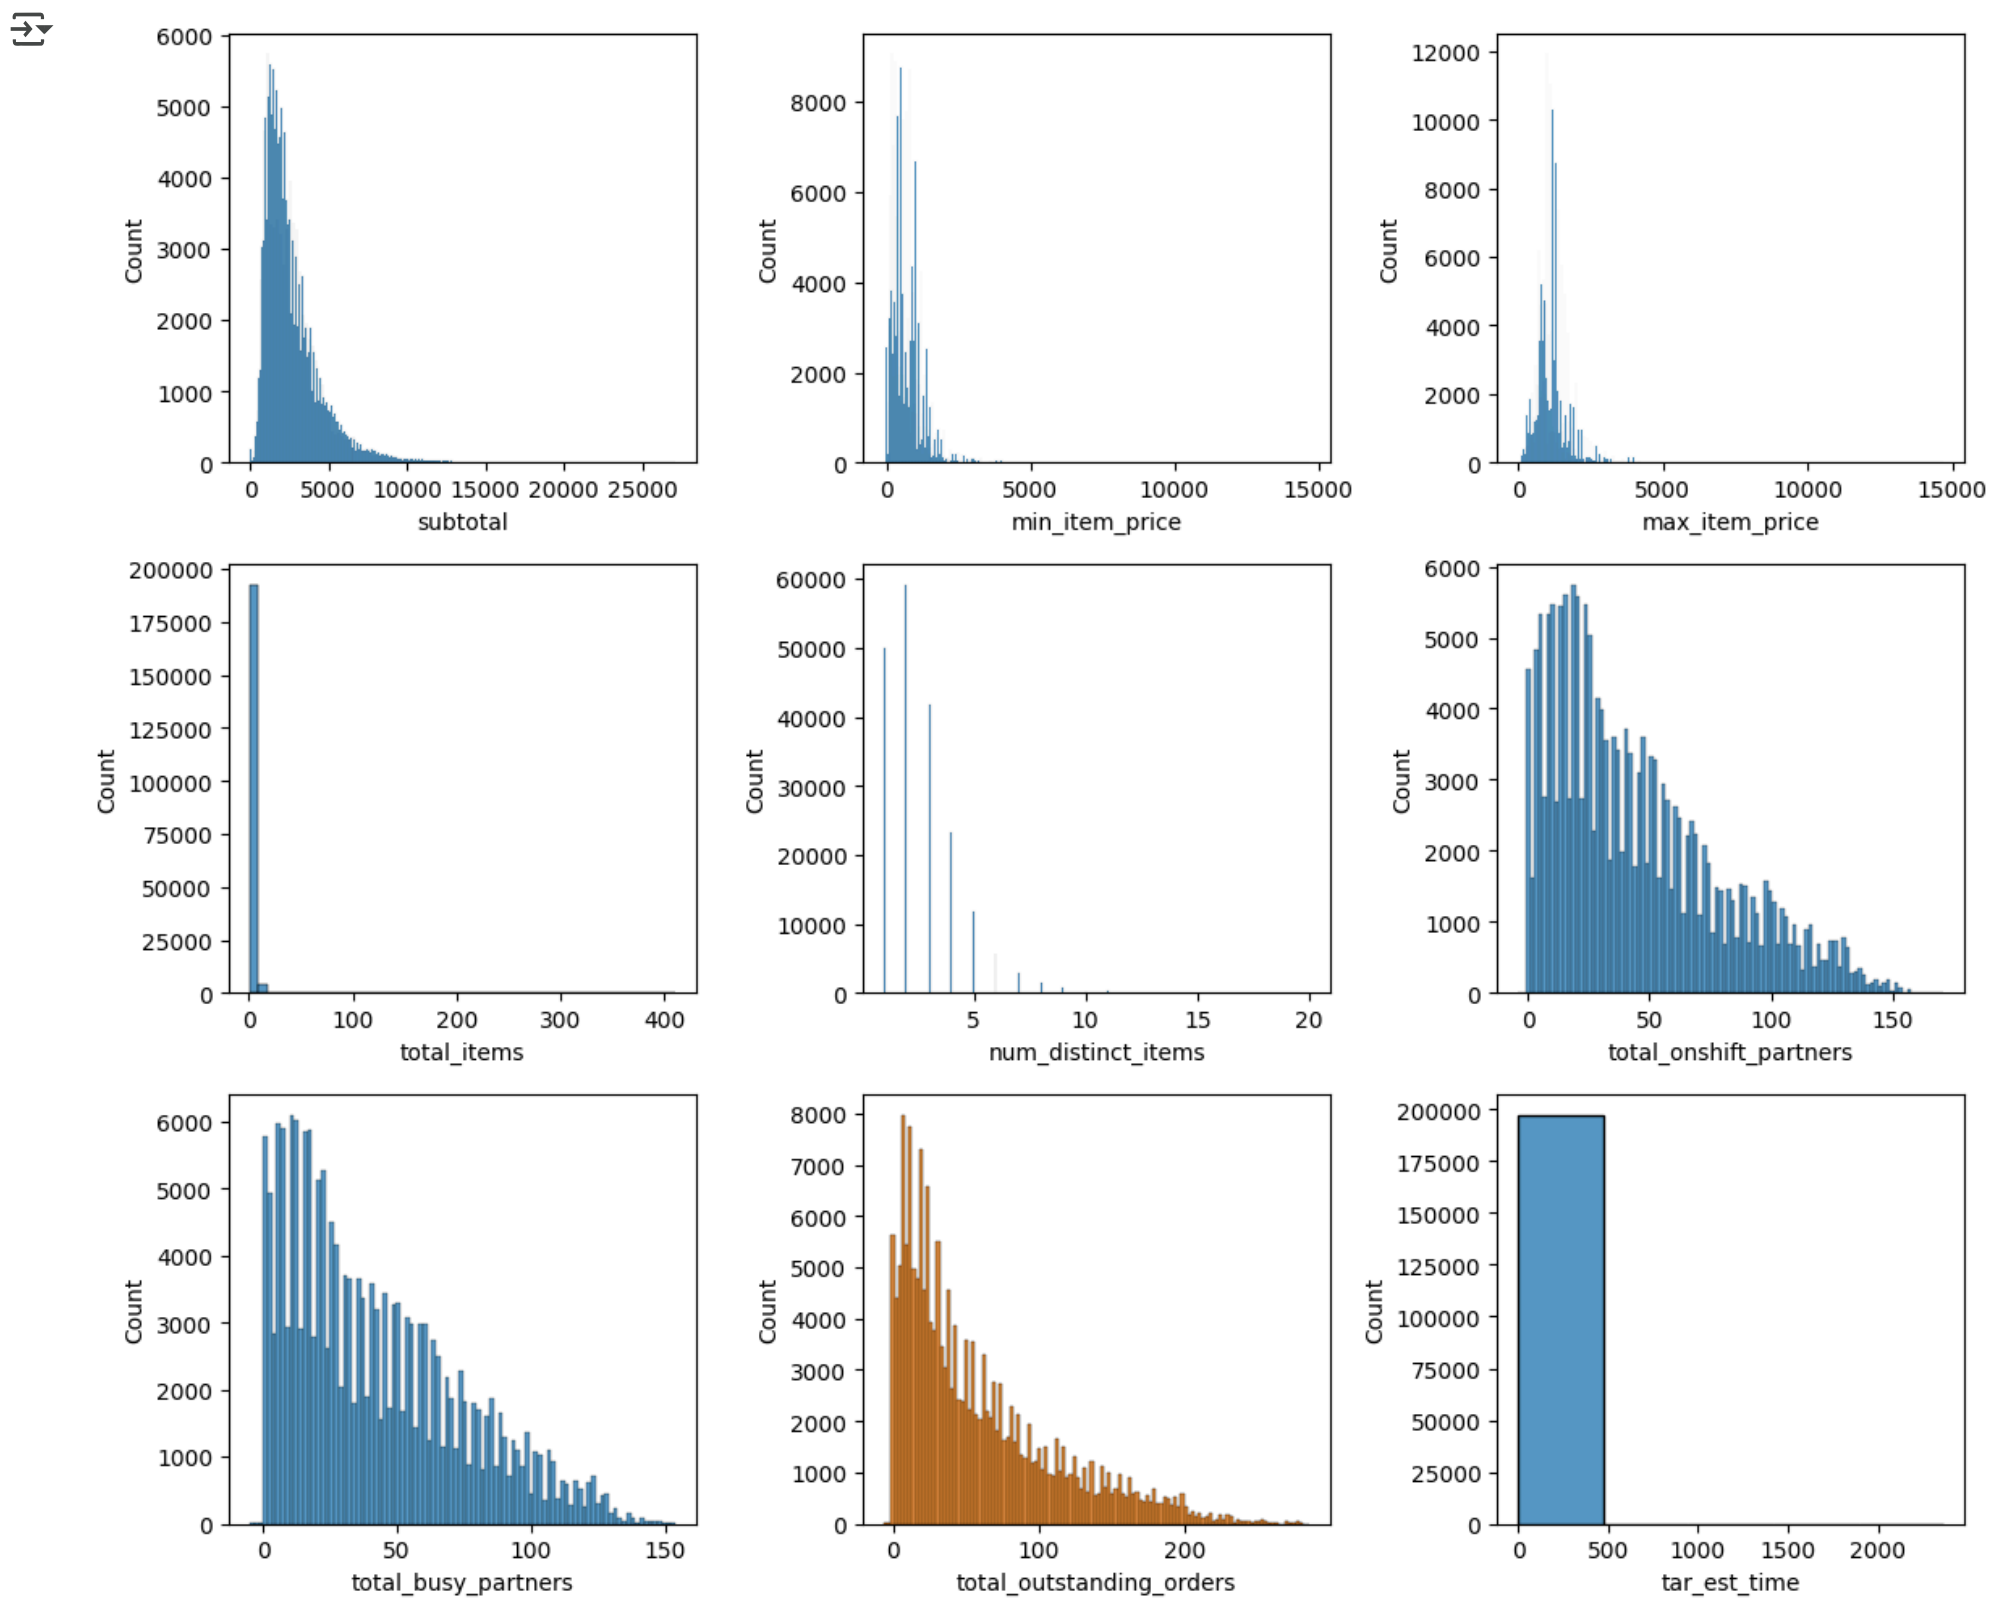 6000
5000
4000
3000
2000
1000
0
Count
0 5000 10000 15000 20000 25000
subtotal
8000
6000
4000
2000
0
Count
0 5000 10000 15000
min_item_price
12000
10000
8000
6000
4000
2000
0
Count
0 5000 10000 15000
max_item_price
200000
175000
150000
125000
100000
75000
50000
25000
0
Count
0 100 200 300 400
total_items
60000
50000
40000
30000
20000
10000
0
Count
5 10 15 20
num_distinct_items
6000
5000
4000
3000
2000
1000
0
Count
0 50 100 150
total_onshift_partners
6000
5000
4000
3000
2000
1000
0
Count
0 50 100 150
total_busy_partners
8000
7000
6000
5000
4000
3000
2000
1000
0
Count
0 100 200
total_outstanding_orders
200000
175000
150000
125000
100000
75000
50000
25000
0
Count
0 500 1000 1500 2000
tar_est_time